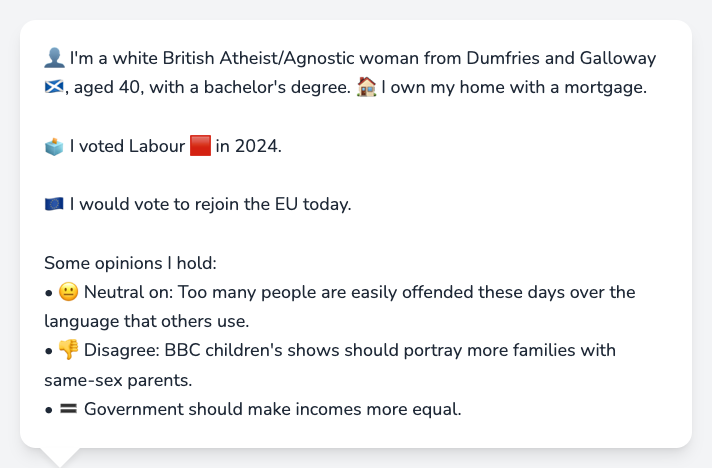 👤 I'm a white British Atheist/Agnostic woman from Dumfries and Galloway
🏴󠁧󠁢󠁳󠁣󠁴󠁿, aged 40, with a bachelor's degree. 🏠 I own my home with a mortgage.
🗳️ I voted Labour 🟥 in 2024.
🇪🇺 I would vote to rejoin the EU today.
Some opinions I hold:
• 😐 Neutral on: Too many people are easily offended these days over the
language that others use.
• 👎 Disagree: BBC children's shows should portray more families with
same-sex parents.
• 🟰 Government should make incomes more equal.